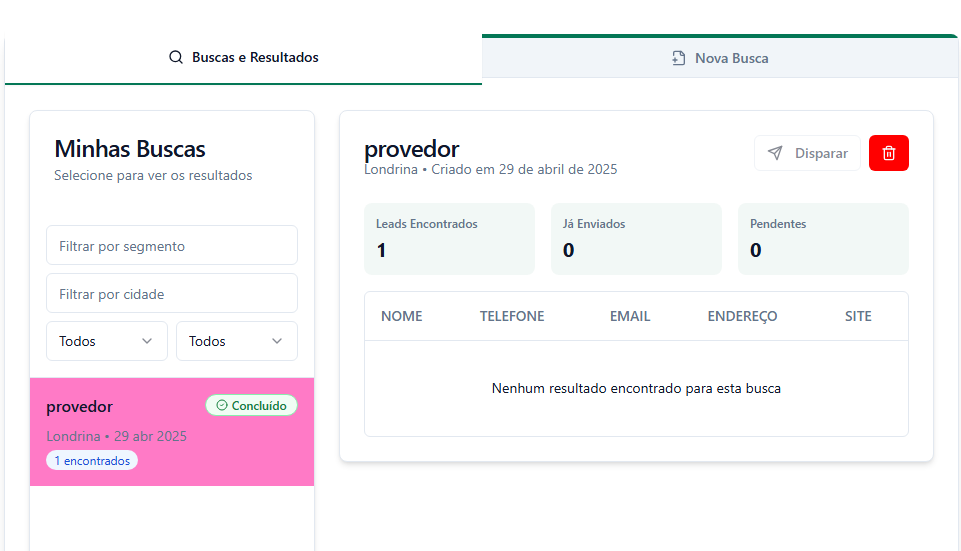 Buscas e Resultados
Nova Busca
Minhas Buscas
Selecione para ver os resultados
Filtrar por segmento
Filtrar por cidade
Todos
Todos
provedor
Concluído
Londrina • 29 abr 2025
1 encontrados
provedor
Londrina • Criado em 29 de abril de 2025
Disparar
Leads Encontrados
1
Já Enviados
0
Pendentes
0
NOME TELEFONE EMAIL ENDEREÇO SITE
Nenhum resultado encontrado para esta busca